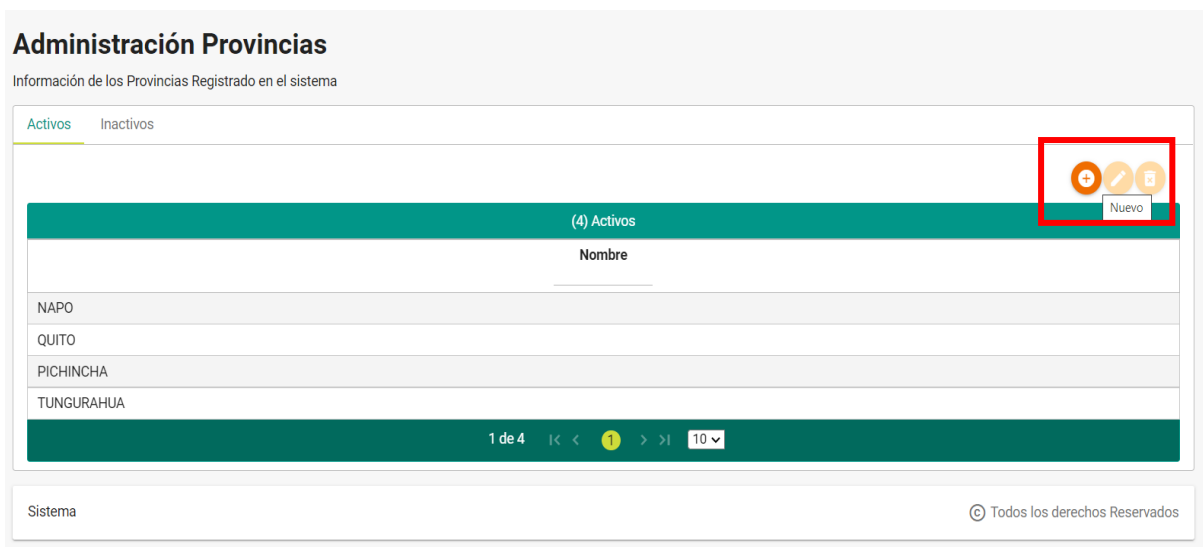 Administración Provincias
Información de los Provincias Registrado en el sistema
Activos Inactivos
Nuevo
(4) Activos
Nombre
NAPO
QUITO
PICHINCHA
TUNGURAHUA
1 de 4 |< < 1 > >| 10
Sistema © Todos los derechos Reservados